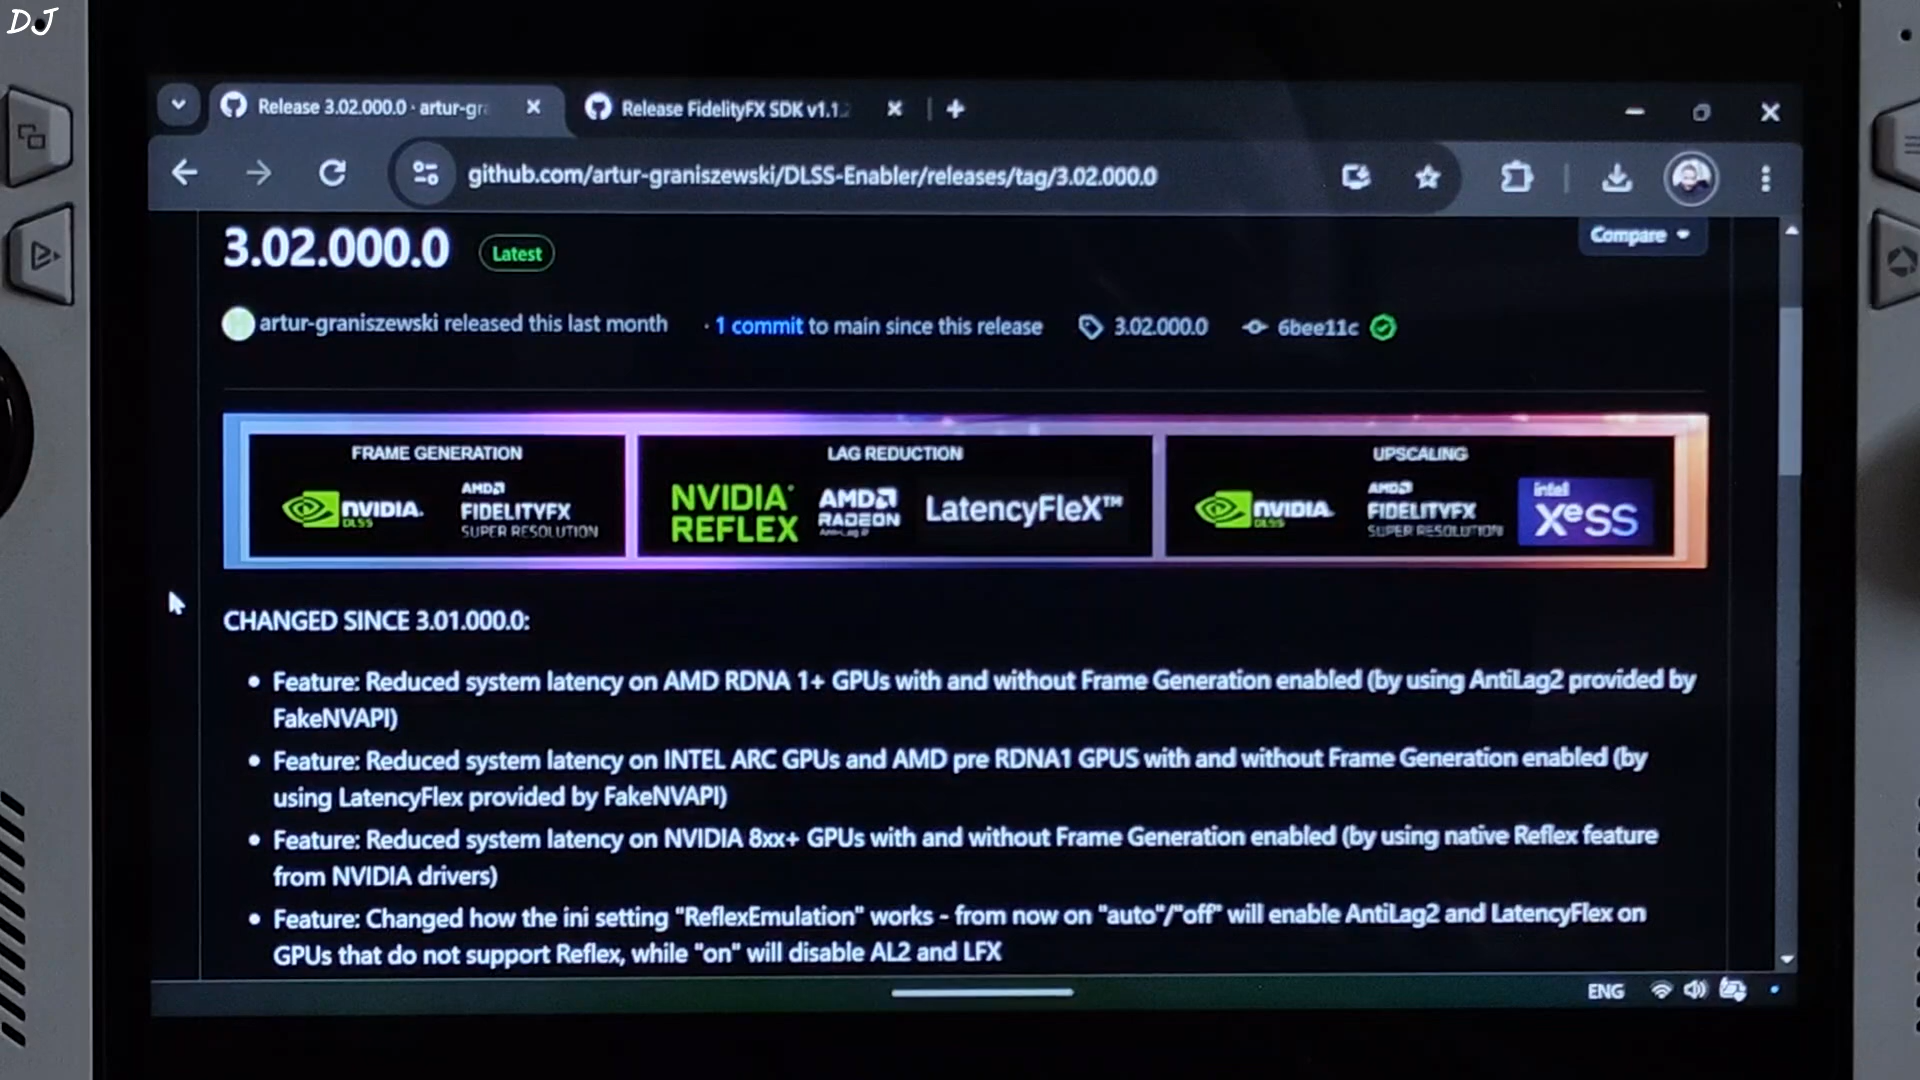 DJ
Release 3.02.000.0 · artur-gr
Release FidelityFX SDK v1.1.2
github.com/artur-graniszewski/DLSS-Enabler/releases/tag/3.02.000.0
3.02.000.0
Latest
Compare
artur-graniszewski released this last month · 1 commit to main since this release 3.02.000.0 6bee11c
FRAME GENERATION
LAG REDUCTION
UPSCALING
NVIDIA.
DLSS
AMD
FIDELITYFX
SUPER RESOLUTION
NVIDIA
REFLEX
AMD
RADEON
Anti-Lag 2
LatencyFleX™
NVIDIA.
DLSS
AMD
FIDELITYFX
SUPER RESOLUTION
intel
XeSS
CHANGED SINCE 3.01.000.0:
• Feature: Reduced system latency on AMD RDNA 1+ GPUs with and without Frame Generation enabled (by using AntiLag2 provided by
FakeNVAPI)
• Feature: Reduced system latency on INTEL ARC GPUs and AMD pre RDNA1 GPUS with and without Frame Generation enabled (by
using LatencyFlex provided by FakeNVAPI)
• Feature: Reduced system latency on NVIDIA 8xx+ GPUs with and without Frame Generation enabled (by using native Reflex feature
from NVIDIA drivers)
• Feature: Changed how the ini setting "ReflexEmulation" works - from now on "auto"/"off" will enable AntiLag2 and LatencyFlex on
GPUs that do not support Reflex, while "on" will disable AL2 and LFX
ENG